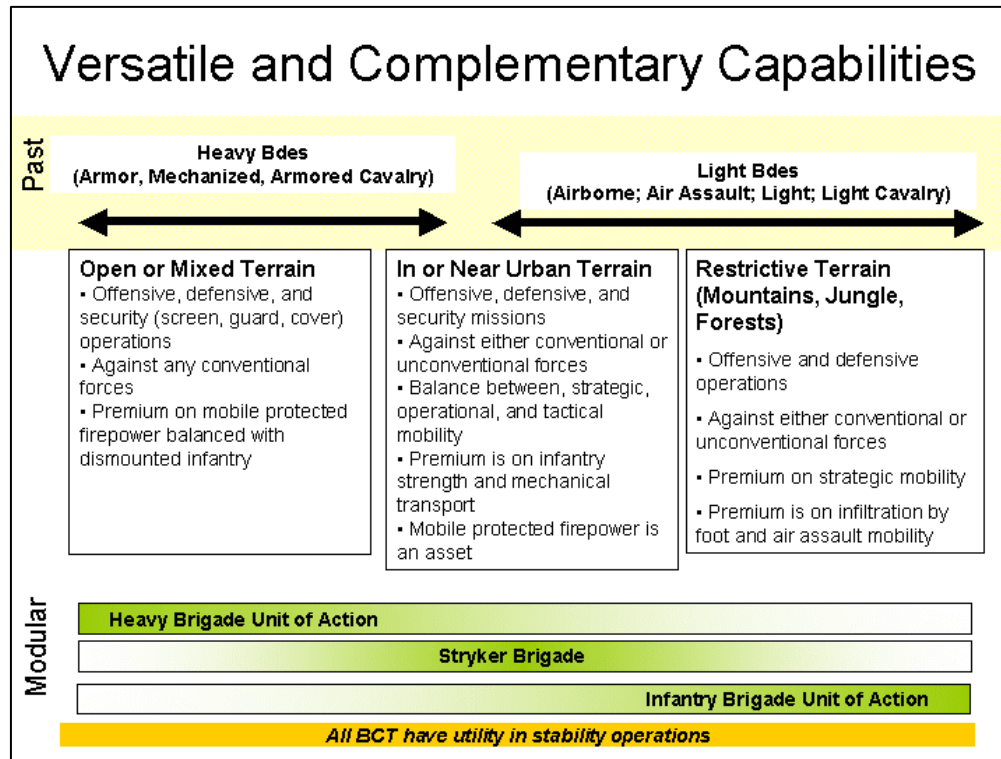 Versatile and Complementary Capabilities
Past
Heavy Bdes
(Armor, Mechanized, Armored Cavalry)
Light Bdes
(Airborne; Air Assault; Light; Light Cavalry)
Open or Mixed Terrain
▪ Offensive, defensive, and
security (screen, guard, cover)
operations
▪ Against any conventional
forces
▪ Premium on mobile protected
firepower balanced with
dismounted infantry
In or Near Urban Terrain
▪ Offensive, defensive, and
security missions
▪ Against either conventional or
unconventional forces
▪ Balance between, strategic,
operational, and tactical
mobility
▪ Premium is on infantry
strength and mechanical
transport
▪ Mobile protected firepower is
an asset
Restrictive Terrain
(Mountains, Jungle,
Forests)
▪ Offensive and defensive
operations
▪ Against either conventional or
unconventional forces
▪ Premium on strategic mobility
▪ Premium is on infiltration by
foot and air assault mobility
Modular
Heavy Brigade Unit of Action
Stryker Brigade
Infantry Brigade Unit of Action
All BCT have utility in stability operations